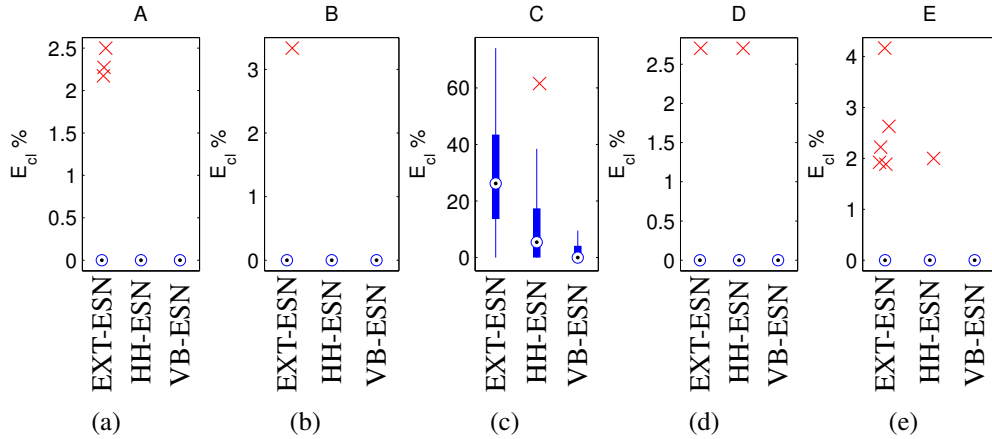 A
2.5
2
1.5
1
0.5
0
E_cl %
EXT-ESN
HH-ESN
VB-ESN
(a)
B
3
2
1
0
E_cl %
EXT-ESN
HH-ESN
VB-ESN
(b)
C
60
40
20
0
E_cl %
EXT-ESN
HH-ESN
VB-ESN
(c)
D
2.5
2
1.5
1
0.5
0
E_cl %
EXT-ESN
HH-ESN
VB-ESN
(d)
E
4
3
2
1
0
E_cl %
EXT-ESN
HH-ESN
VB-ESN
(e)